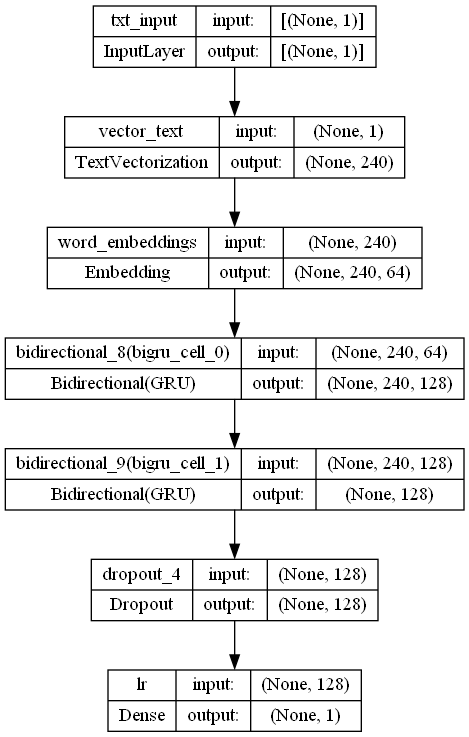 txt_input input: [(None, 1)]
InputLayer output: [(None, 1)]
vector_text input: (None, 1)
TextVectorization output: (None, 240)
word_embeddings input: (None, 240)
Embedding output: (None, 240, 64)
bidirectional_8(bigru_cell_0) input: (None, 240, 64)
Bidirectional(GRU) output: (None, 240, 128)
bidirectional_9(bigru_cell_1) input: (None, 240, 128)
Bidirectional(GRU) output: (None, 128)
dropout_4 input: (None, 128)
Dropout output: (None, 128)
lr input: (None, 128)
Dense output: (None, 1)